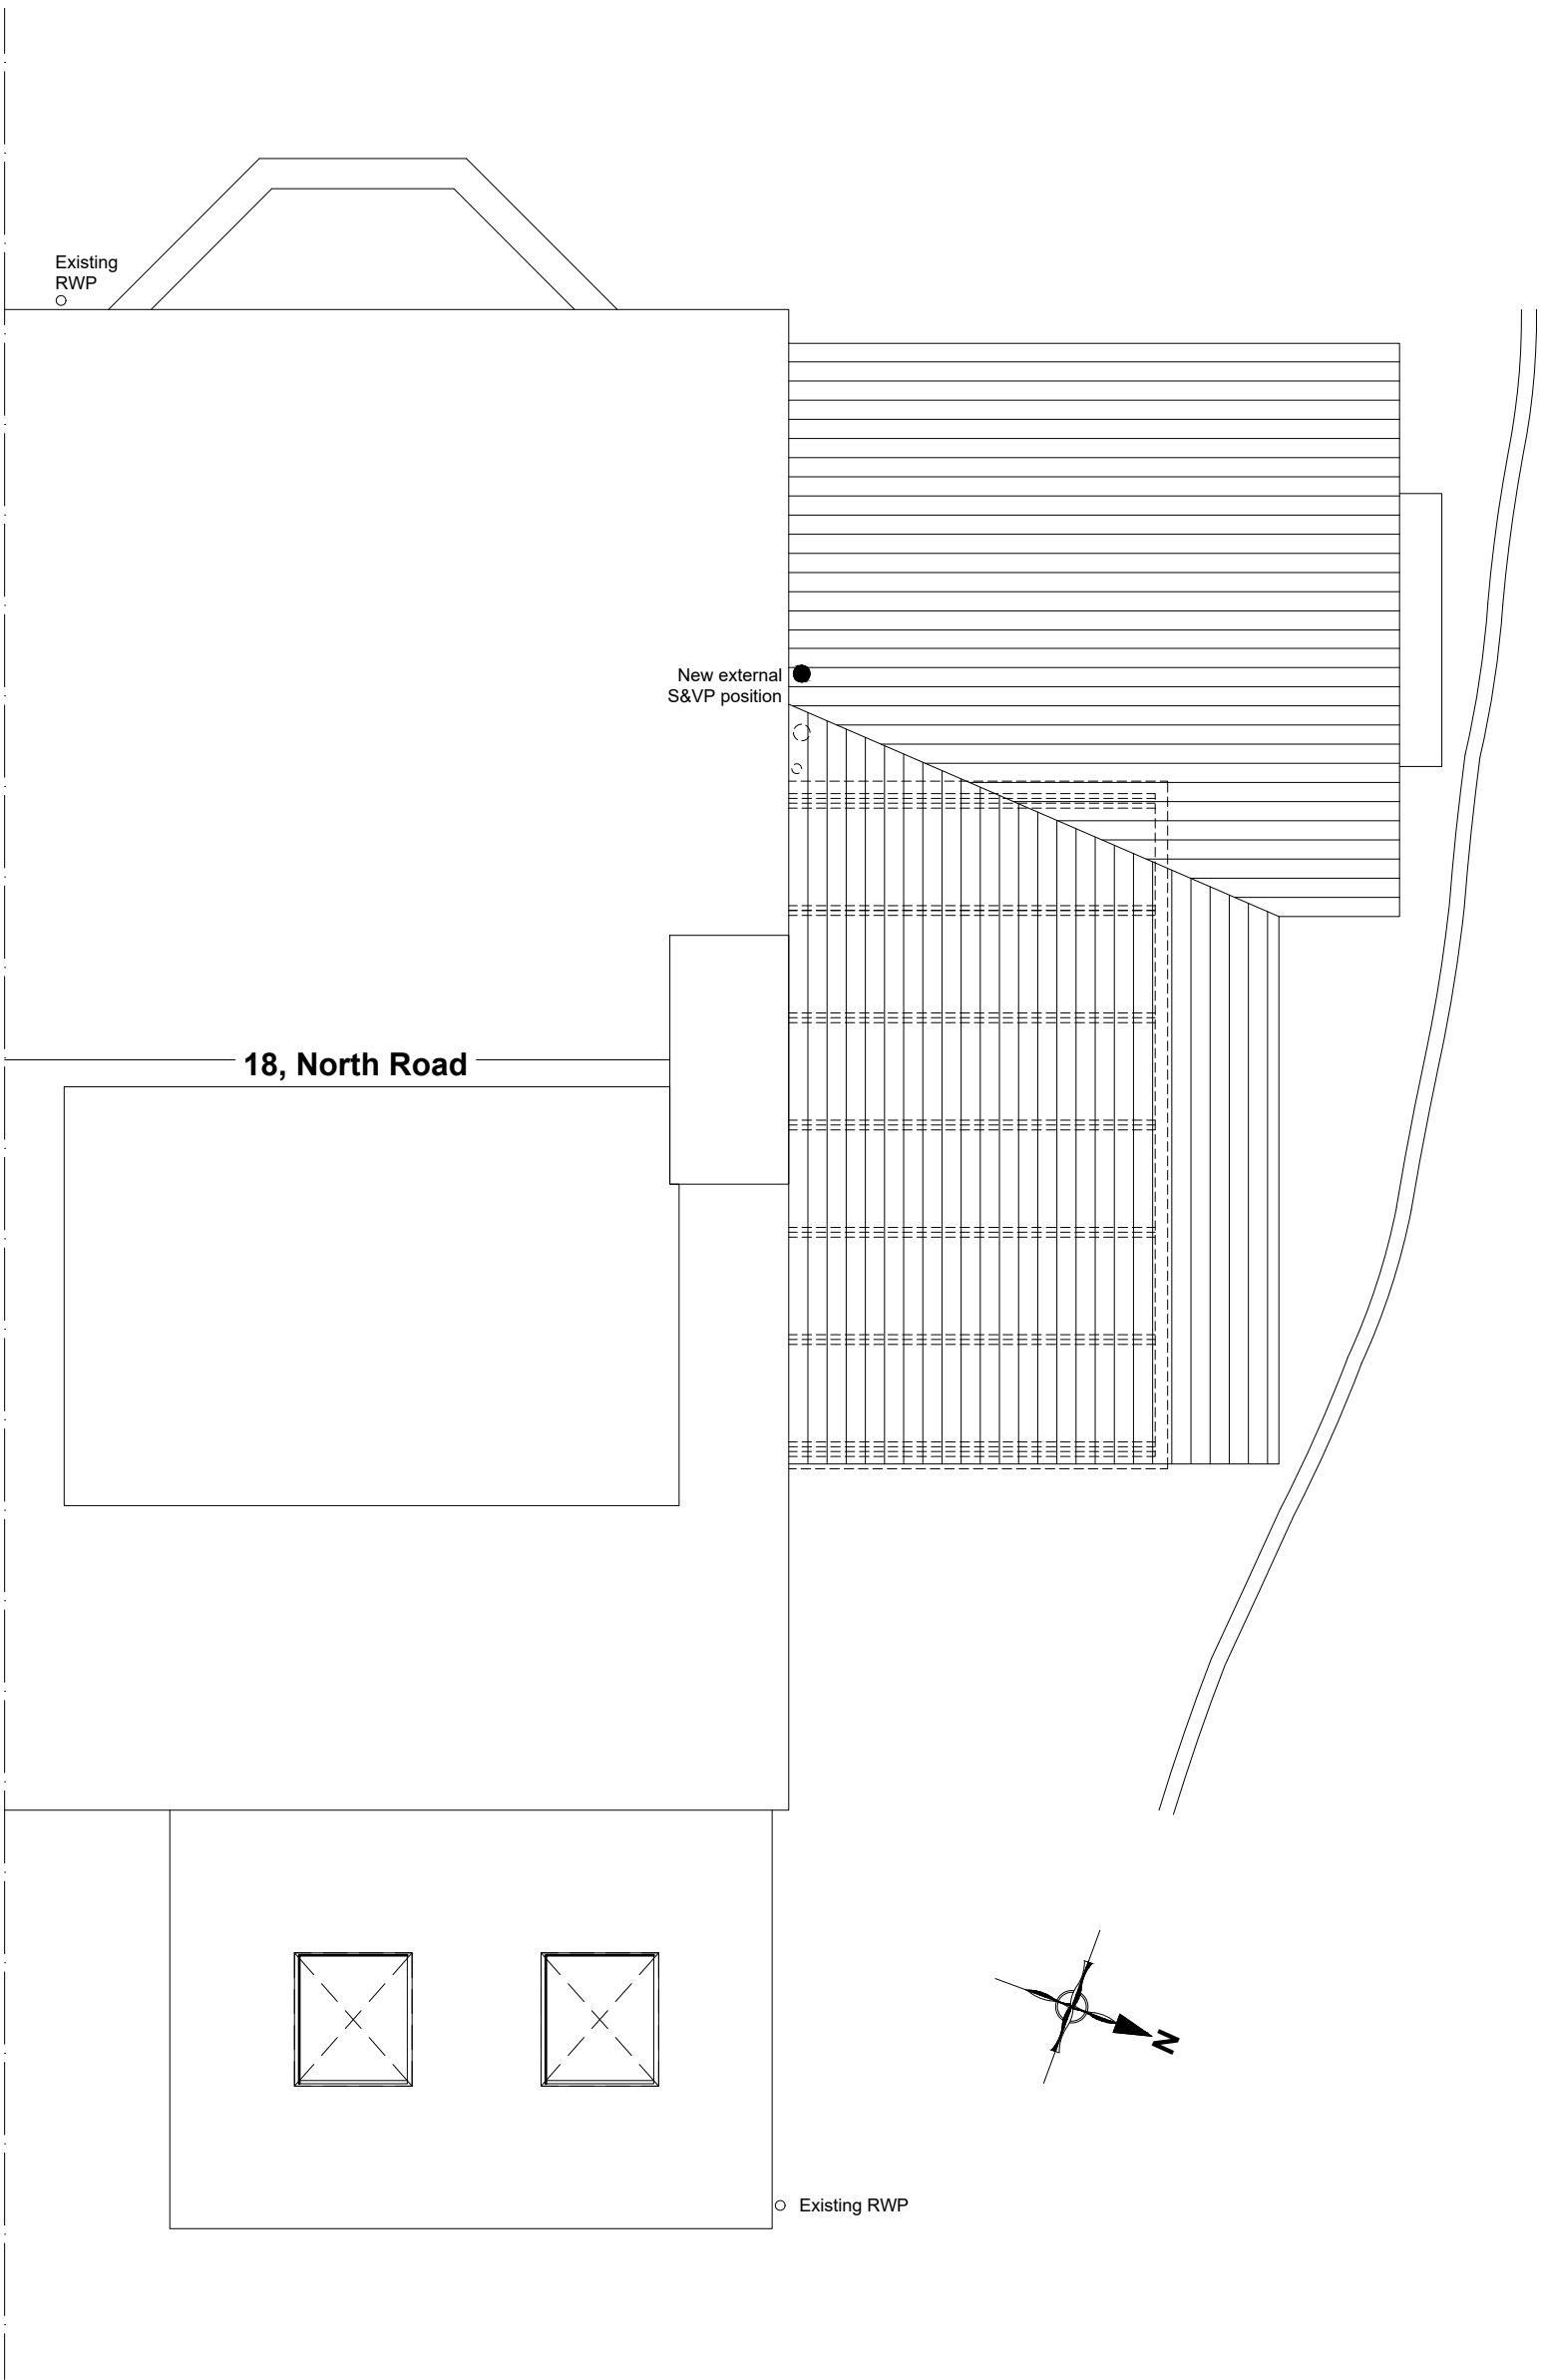 Existing
RWP
New external
S&VP position
18, North Road
N
Existing RWP